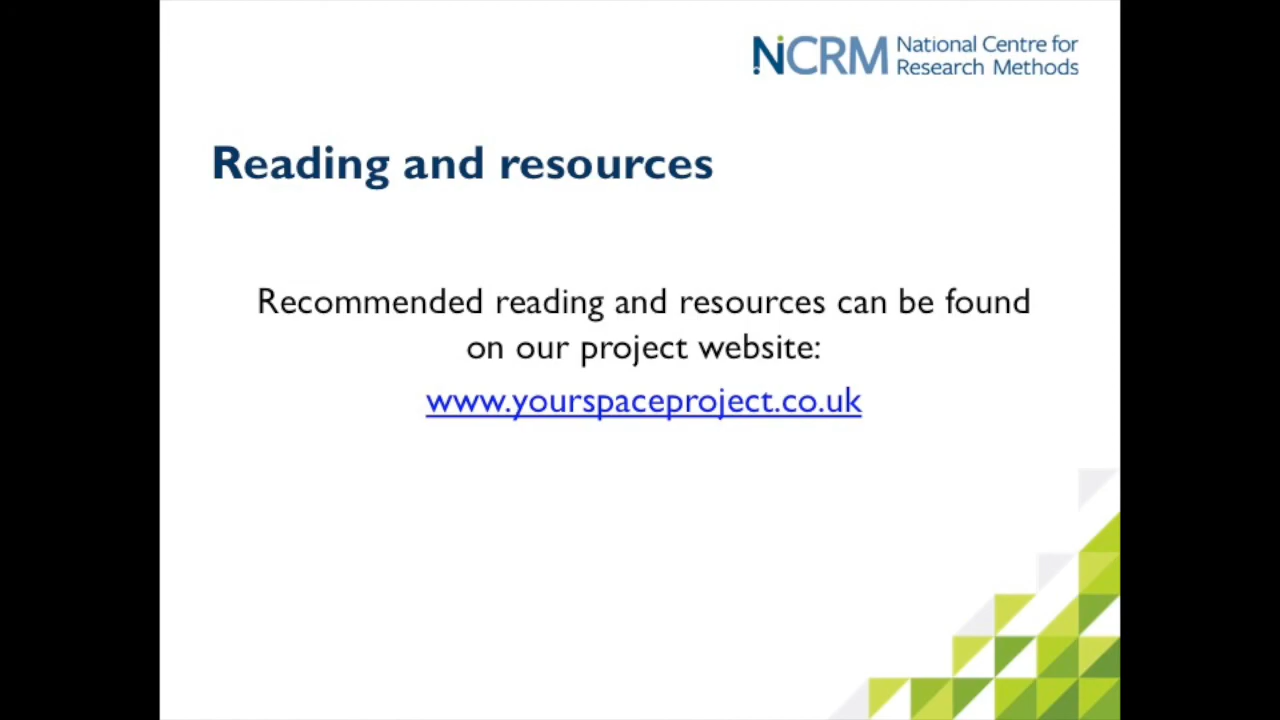 NCRM National Centre for
Research Methods
Reading and resources
Recommended reading and resources can be found
on our project website:
www.yourspaceproject.co.uk